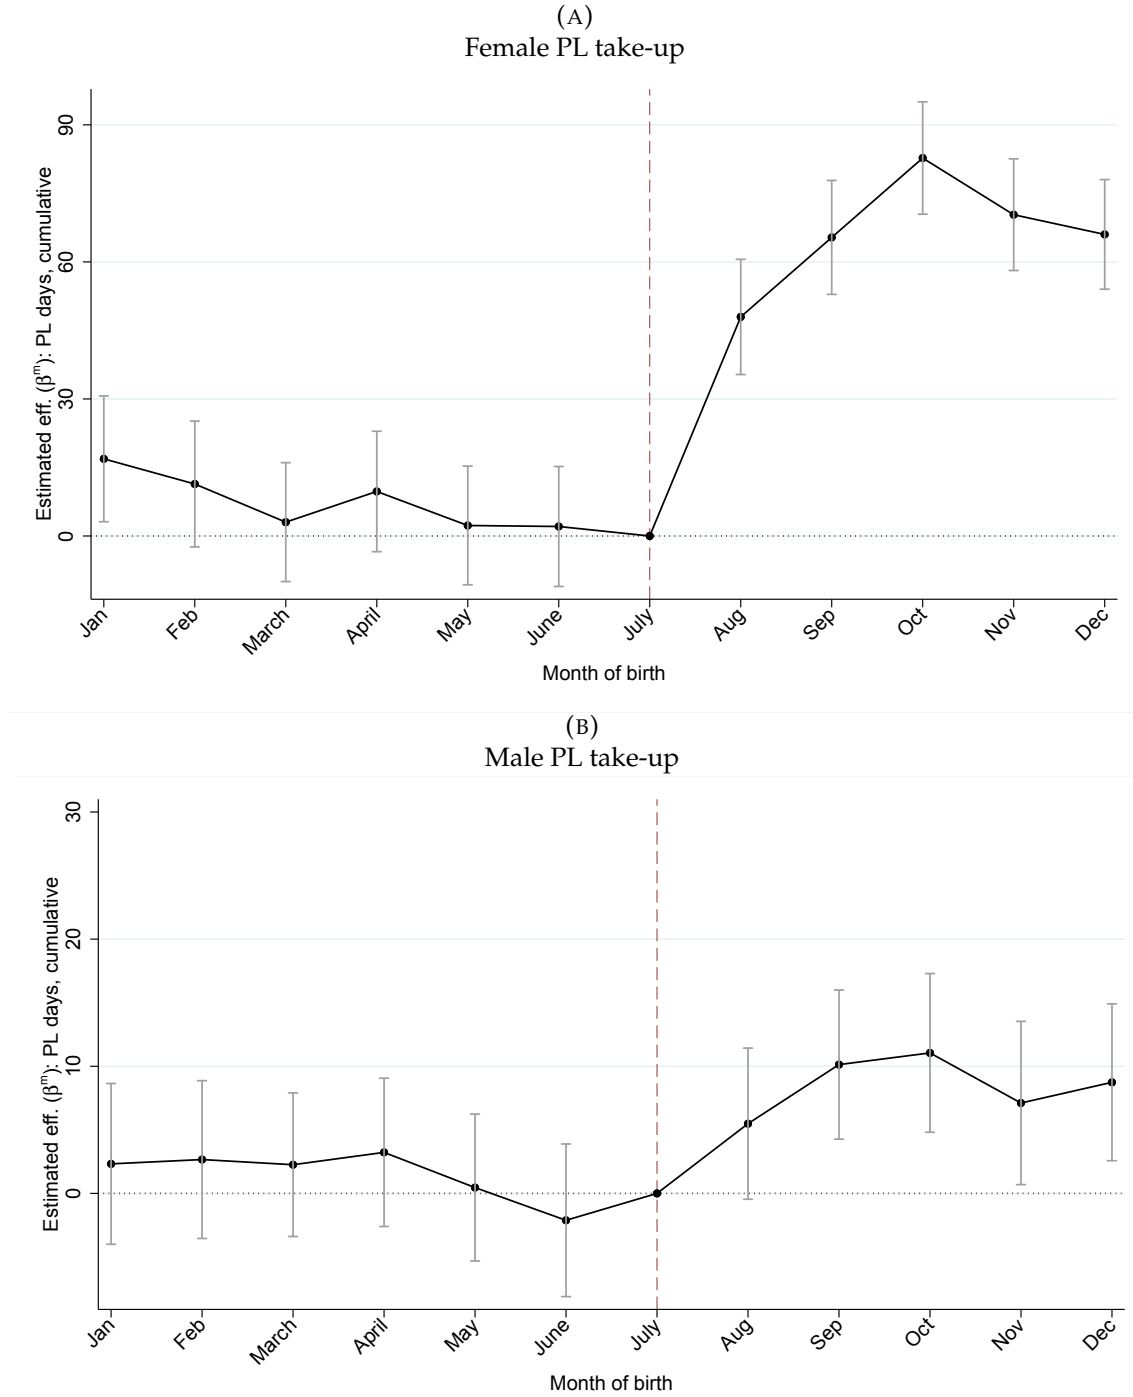 (A)
Female PL take-up
Estimated eff. (βᵐ): PL days, cumulative
90
60
30
0
Jan
Feb
March
April
May
June
July
Aug
Sep
Oct
Nov
Dec
Month of birth
(B)
Male PL take-up
Estimated eff. (βᵐ): PL days, cumulative
30
20
10
0
Jan
Feb
March
April
May
June
July
Aug
Sep
Oct
Nov
Dec
Month of birth